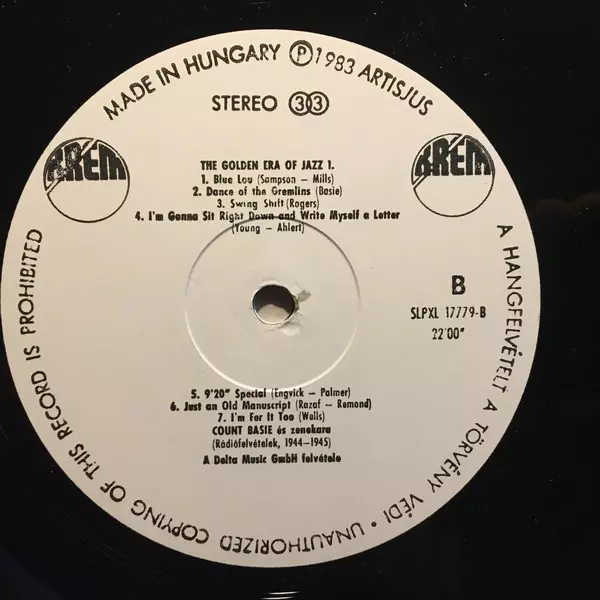 MADE IN HUNGARY Ⓟ 1983 ARTISJUS
STEREO 33
KRÉM
KRÉM
THE GOLDEN ERA OF JAZZ 1.
1. Blue Lou (Sampson – Mills)
2. Dance of the Gremlins (Basie)
3. Swing Shift (Rogers)
4. I'm Gonna Sit Right Down and Write Myself a Letter
(Young – Ahlert)
B
SLPXL 17779-B
22'00"
5. 9'20" Special (Engvick – Palmer)
6. Just an Old Manuscript (Razaf – Remond)
7. I'm For It Too (Wells)
COUNT BASIE és zenekara
(Rádiófelvételek, 1944–1945)
A Delta Music GmbH felvétele
A HANGFELVÉTELT A TÖRVÉNY VÉDI • UNAUTHORIZED COPYING OF THIS RECORD IS PROHIBITED